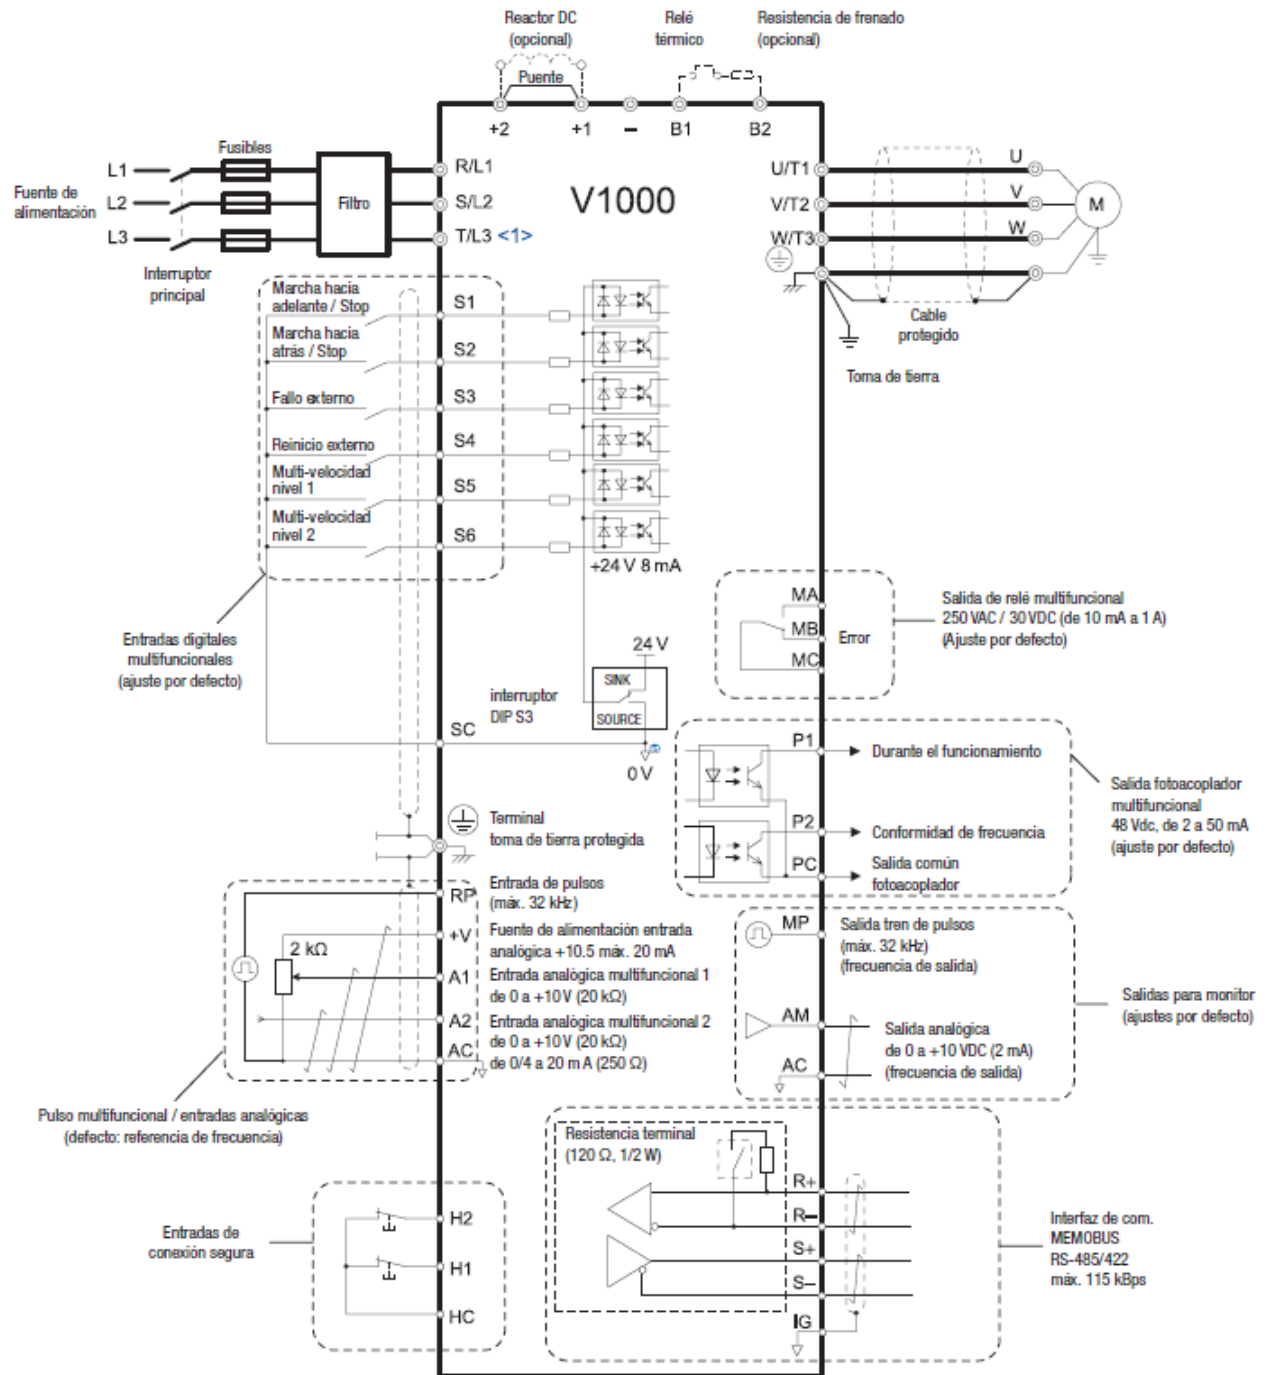 Reactor DC
(opcional)
Relé
térmico
Resistencia de frenado
(opcional)
Puente
+2
+1
–
B1
B2
Fusibles
Fuente de
alimentación
L1
L2
L3
Filtro
R/L1
S/L2
T/L3 <1>
V1000
U/T1
V/T2
W/T3
U
V
W
M
Interruptor
principal
Cable
protegido
Toma de tierra
Marcha hacia
adelante / Stop
S1
Marcha hacia
atrás / Stop
S2
Fallo externo
S3
Reinicio externo
S4
Multi-velocidad
nivel 1
S5
Multi-velocidad
nivel 2
S6
+24 V 8 mA
Entradas digitales
multifuncionales
(ajuste por defecto)
MA
MB
MC
Error
Salida de relé multifuncional
250 VAC / 30 VDC (de 10 mA a 1 A)
(Ajuste por defecto)
24 V
SINK
SOURCE
interruptor
DIP S3
SC
0 V
P1
Durante el funcionamiento
P2
Conformidad de frecuencia
PC
Salida común
fotoacoplador
Salida fotoacoplador
multifuncional
48 Vdc, de 2 a 50 mA
(ajuste por defecto)
Terminal
toma de tierra protegida
RP
Entrada de pulsos
(máx. 32 kHz)
+V
Fuente de alimentación entrada
analógica +10.5 máx. 20 mA
2 kΩ
A1
Entrada analógica multifuncional 1
de 0 a +10 V (20 kΩ)
A2
Entrada analógica multifuncional 2
de 0 a +10 V (20 kΩ)
de 0/4 a 20 mA (250 Ω)
AC
Pulso multifuncional / entradas analógicas
(defecto: referencia de frecuencia)
MP
Salida tren de pulsos
(máx. 32 kHz)
(frecuencia de salida)
AM
Salida analógica
de 0 a +10 VDC (2 mA)
(frecuencia de salida)
AC
Salidas para monitor
(ajustes por defecto)
Resistencia terminal
(120 Ω, 1/2 W)
R+
R–
S+
S–
IG
Interfaz de com.
MEMOBUS
RS-485/422
máx. 115 kBps
Entradas de
conexión segura
H2
H1
HC